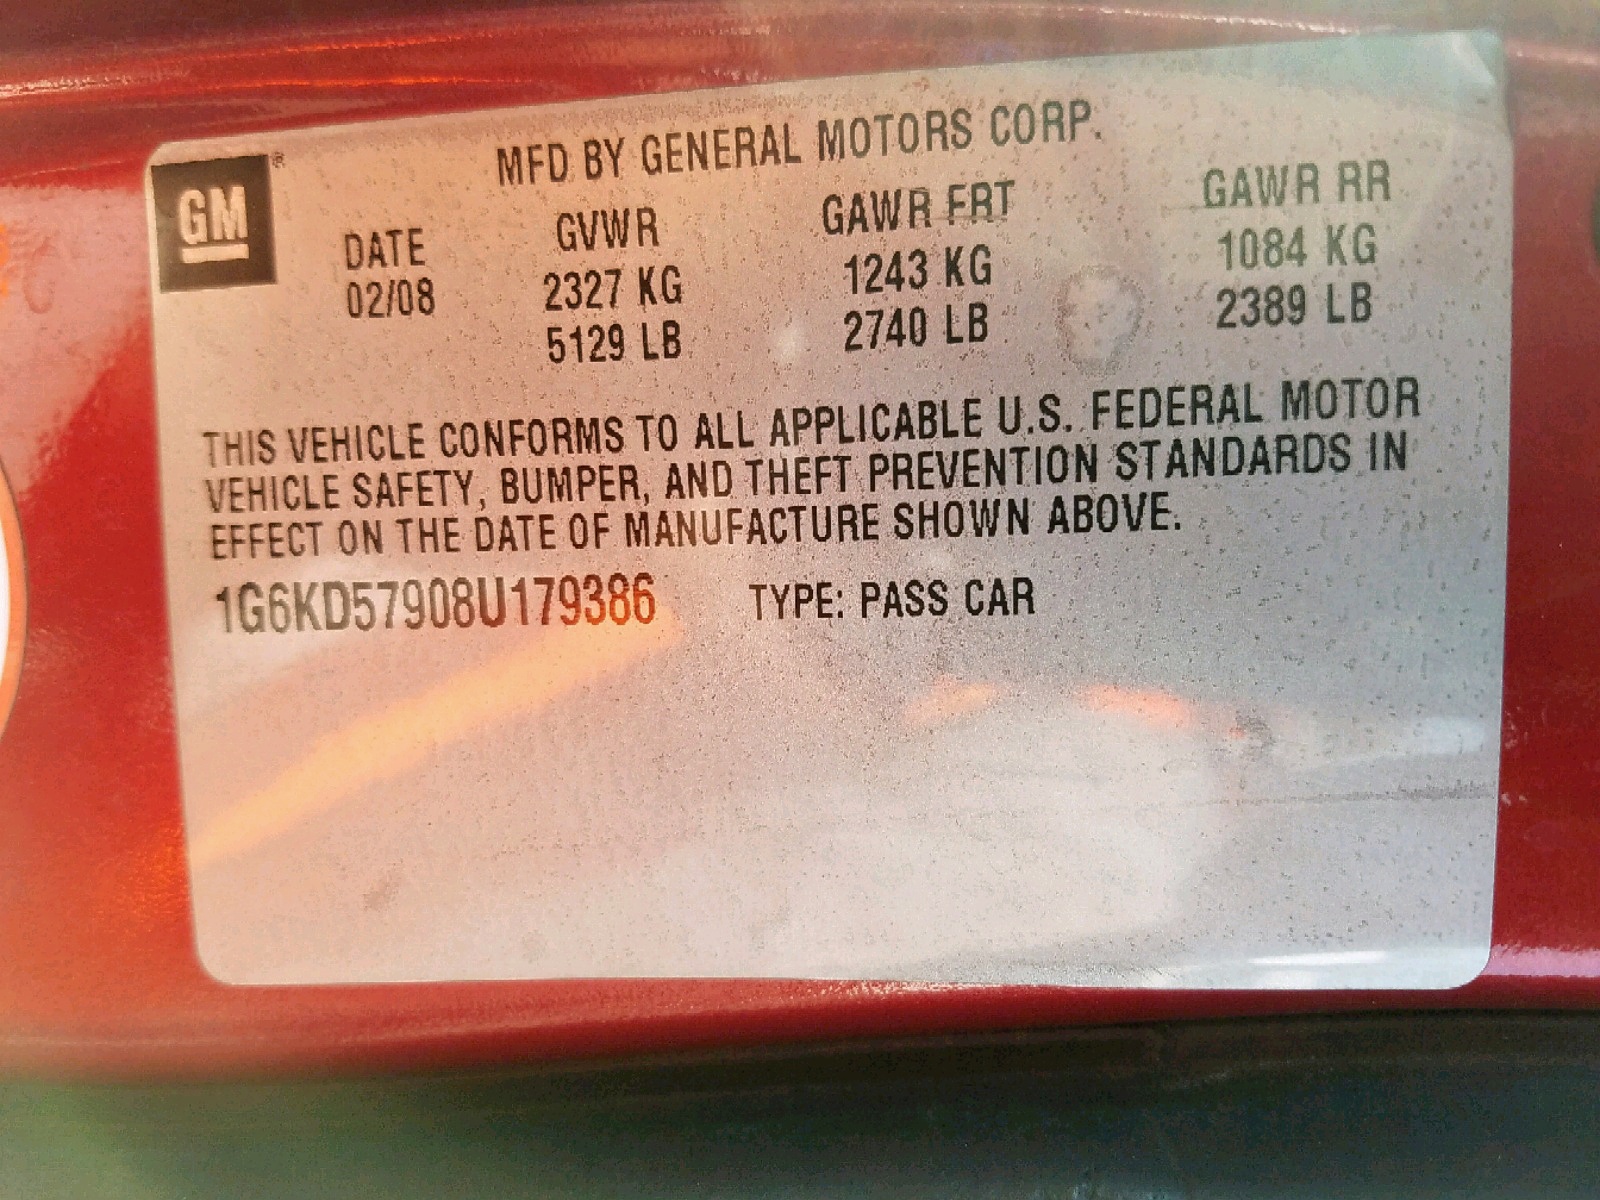 MFD BY GENERAL MOTORS CORP.
GM®
DATE GVWR GAWR FRT GAWR RR
02/08 2327 KG 1243 KG 1084 KG
5129 LB 2740 LB 2389 LB
THIS VEHICLE CONFORMS TO ALL APPLICABLE U.S. FEDERAL MOTOR
VEHICLE SAFETY, BUMPER, AND THEFT PREVENTION STANDARDS IN
EFFECT ON THE DATE OF MANUFACTURE SHOWN ABOVE.
1G6KD57908U179386 TYPE: PASS CAR